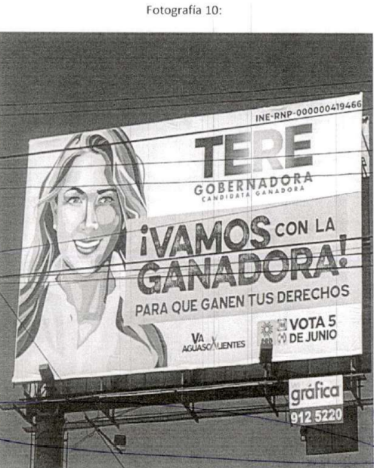 Fotografía 10:
INE-RNP-000000419466
TERE
GOBERNADORA
CANDIDATA GANADORA
¡VAMOS CON LA
GANADORA!
PARA QUE GANEN TUS DERECHOS
VA
AGUASCALIENTES
VOTA 5
DE JUNIO
gráfica
912 5220